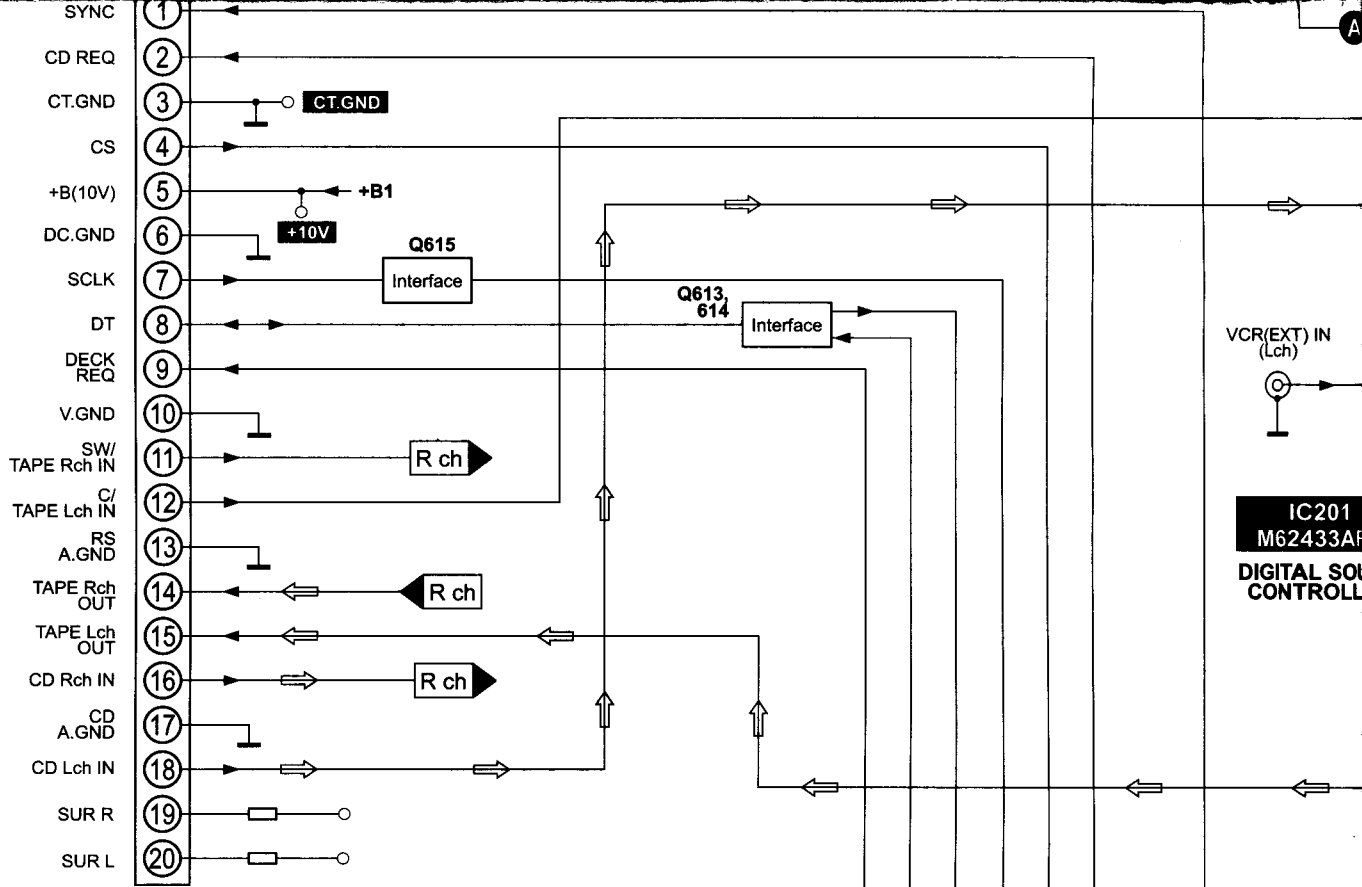 SYNC 1
CD REQ 2
CT.GND 3 CT.GND
CS 4
+B(10V) 5 +B1
+10V
DC.GND 6
Q615
SCLK 7 Interface
Q613,
614
DT 8 Interface
DECK
REQ 9
V.GND 10
SW/
TAPE Rch IN 11 R ch
C/
TAPE Lch IN 12
RS
A.GND 13
TAPE Rch
OUT 14 R ch
TAPE Lch
OUT 15
CD Rch IN 16 R ch
CD
A.GND 17
CD Lch IN 18
SUR R 19
SUR L 20
A
VCR(EXT) IN
(Lch)
IC201
DIGITAL